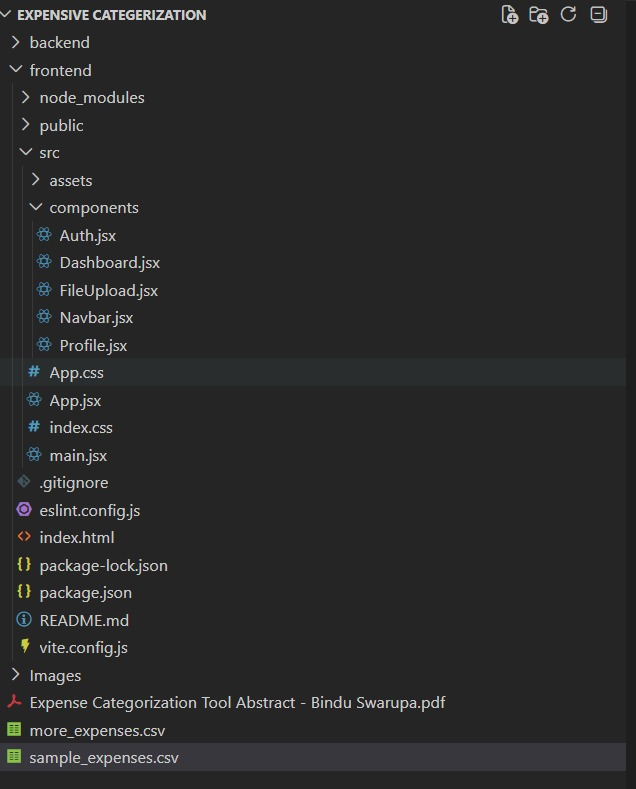 EXPENSIVE CATEGERIZATION
backend
frontend
node_modules
public
src
assets
components
Auth.jsx
Dashboard.jsx
FileUpload.jsx
Navbar.jsx
Profile.jsx
# App.css
App.jsx
# index.css
main.jsx
.gitignore
eslint.config.js
<> index.html
{} package-lock.json
{} package.json
README.md
vite.config.js
Images
Expense Categorization Tool Abstract - Bindu Swarupa.pdf
more_expenses.csv
sample_expenses.csv